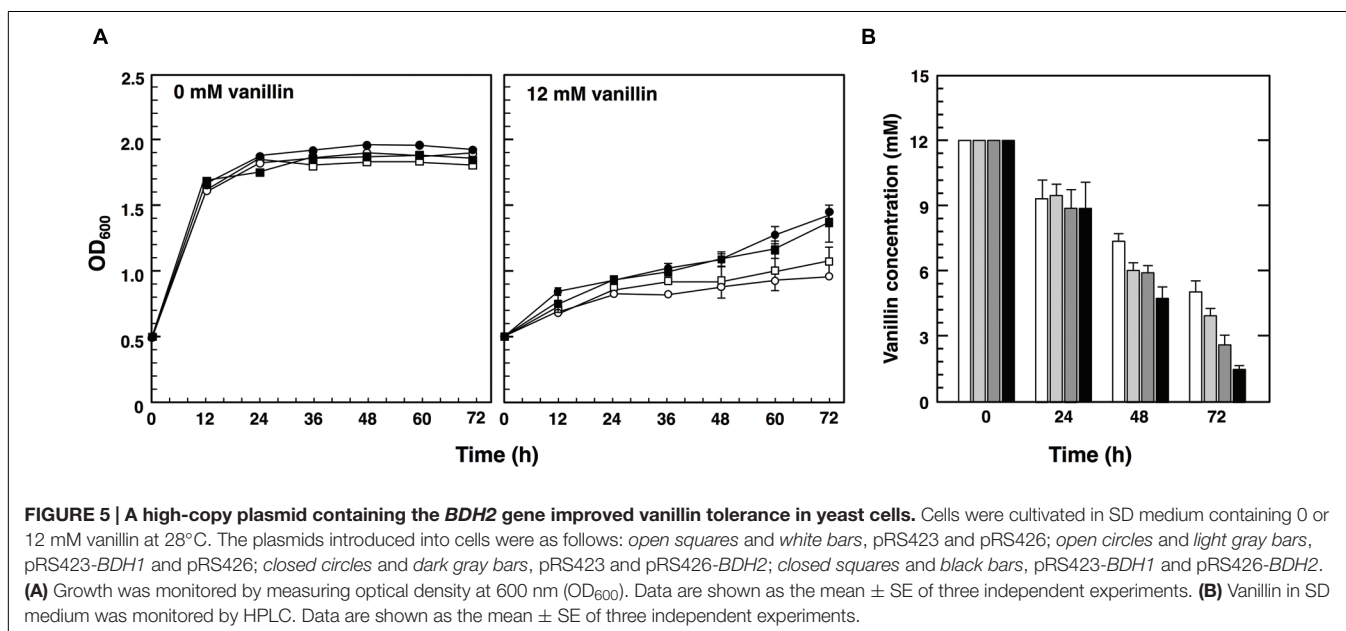 A
B
2.5
2.0
1.5
1.0
0.5
0
OD600
0 mM vanillin
12 mM vanillin
0 12 24 36 48 60 72
0 12 24 36 48 60 72
Time (h)
15
12
9
6
3
0
Vanillin concentration (mM)
0 24 48 72
Time (h)
FIGURE 5 | A high-copy plasmid containing the BDH2 gene improved vanillin tolerance in yeast cells. Cells were cultivated in SD medium containing 0 or
12 mM vanillin at 28°C. The plasmids introduced into cells were as follows: open squares and white bars, pRS423 and pRS426; open circles and light gray bars,
pRS423-BDH1 and pRS426; closed circles and dark gray bars, pRS423 and pRS426-BDH2; closed squares and black bars, pRS423-BDH1 and pRS426-BDH2.
(A) Growth was monitored by measuring optical density at 600 nm (OD600). Data are shown as the mean ± SE of three independent experiments. (B) Vanillin in SD
medium was monitored by HPLC. Data are shown as the mean ± SE of three independent experiments.